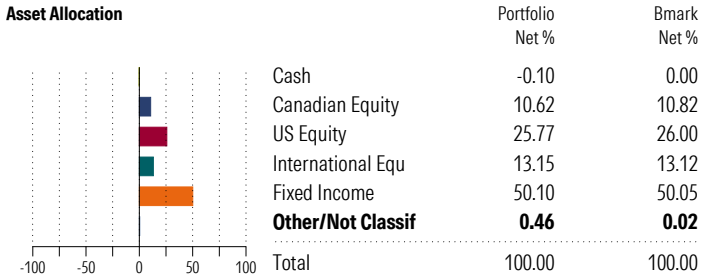 Asset Allocation Portfolio Bmark
Net % Net %
Cash -0.10 0.00
Canadian Equity 10.62 10.82
US Equity 25.77 26.00
International Equ 13.15 13.12
Fixed Income 50.10 50.05
Other/Not Classif 0.46 0.02
-100 -50 0 50 100
Total 100.00 100.00